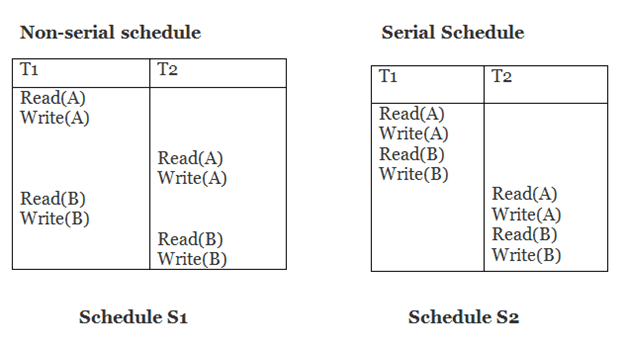 Non-serial schedule
T1 T2
Read(A)
Write(A)
Read(A)
Write(A)
Read(B)
Write(B)
Read(B)
Write(B)
Schedule S1
Serial Schedule
T1 T2
Read(A)
Write(A)
Read(B)
Write(B)
Read(A)
Write(A)
Read(B)
Write(B)
Schedule S2